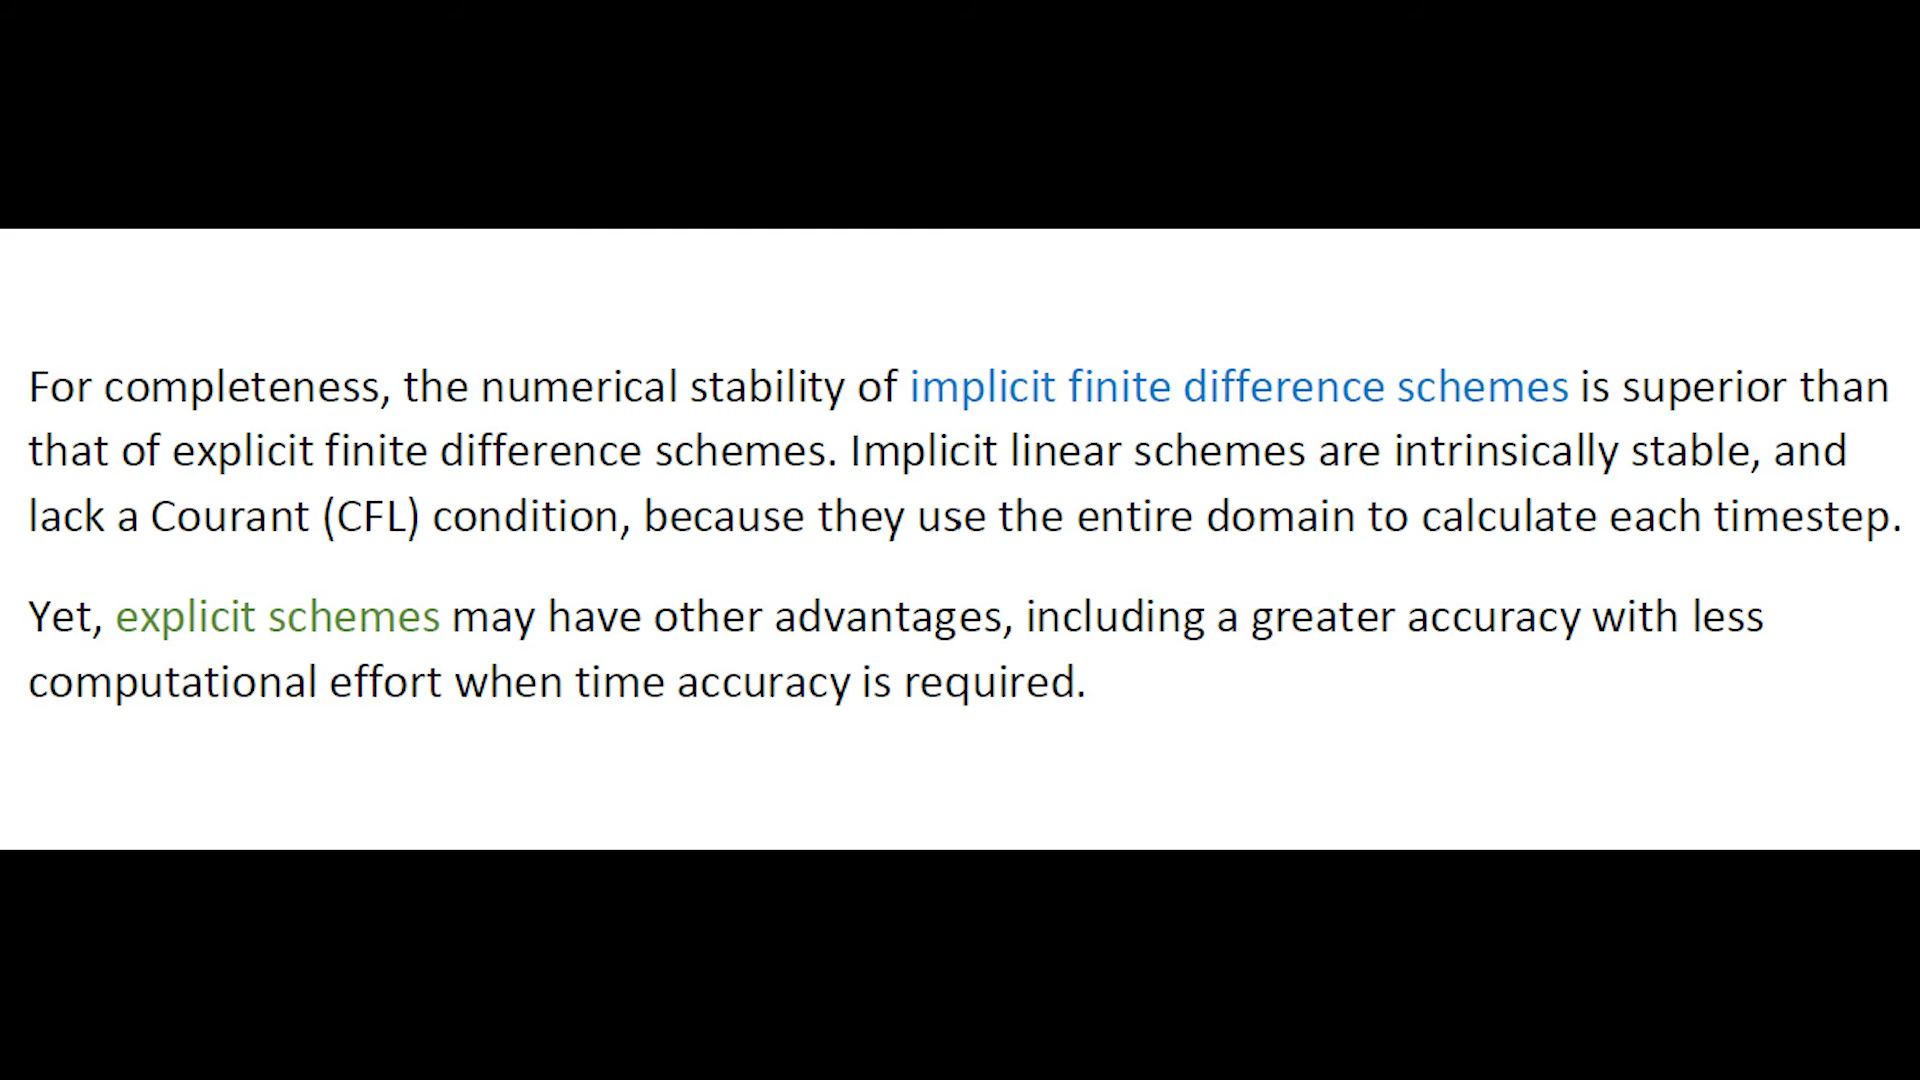 For completeness, the numerical stability of implicit finite difference schemes is superior than
that of explicit finite difference schemes. Implicit linear schemes are intrinsically stable, and
lack a Courant (CFL) condition, because they use the entire domain to calculate each timestep.
Yet, explicit schemes may have other advantages, including a greater accuracy with less
computational effort when time accuracy is required.